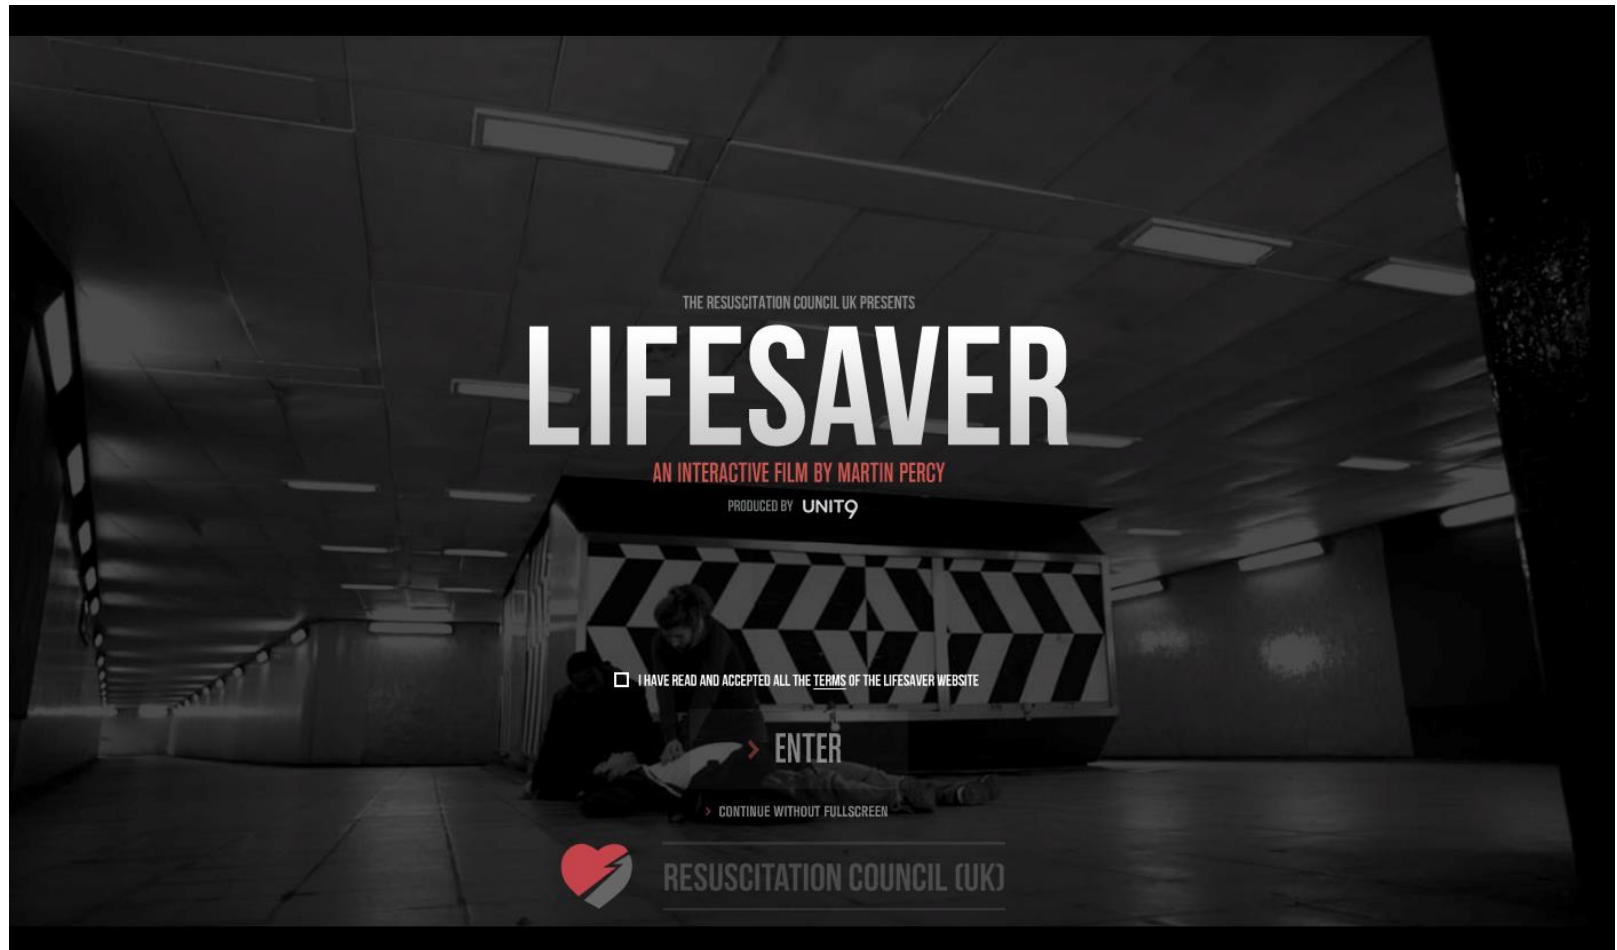 THE RESUSCITATION COUNCIL UK PRESENTS
LIFESAVER
AN INTERACTIVE FILM BY MARTIN PERCY
PRODUCED BY UNIT9
I HAVE READ AND ACCEPTED ALL THE TERMS OF THE LIFESAVER WEBSITE
> ENTER
> CONTINUE WITHOUT FULLSCREEN
RESUSCITATION COUNCIL (UK)